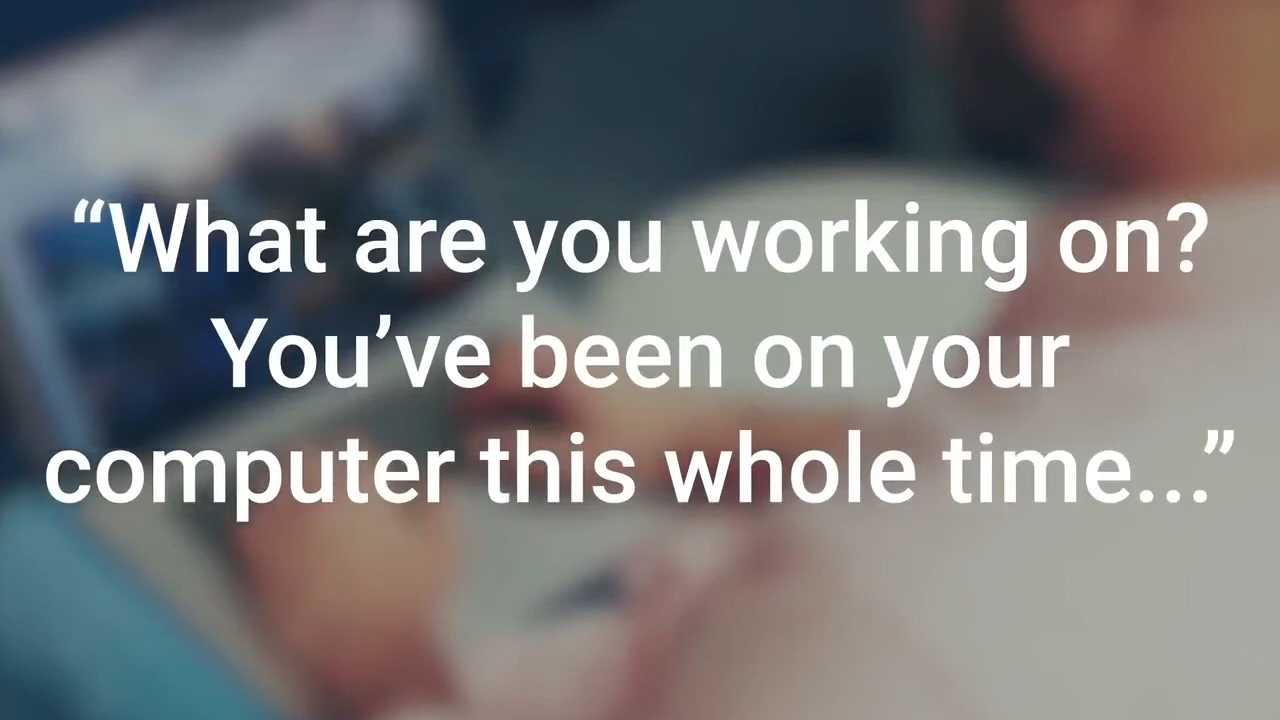 “What are you working on?
You’ve been on your
computer this whole time...”